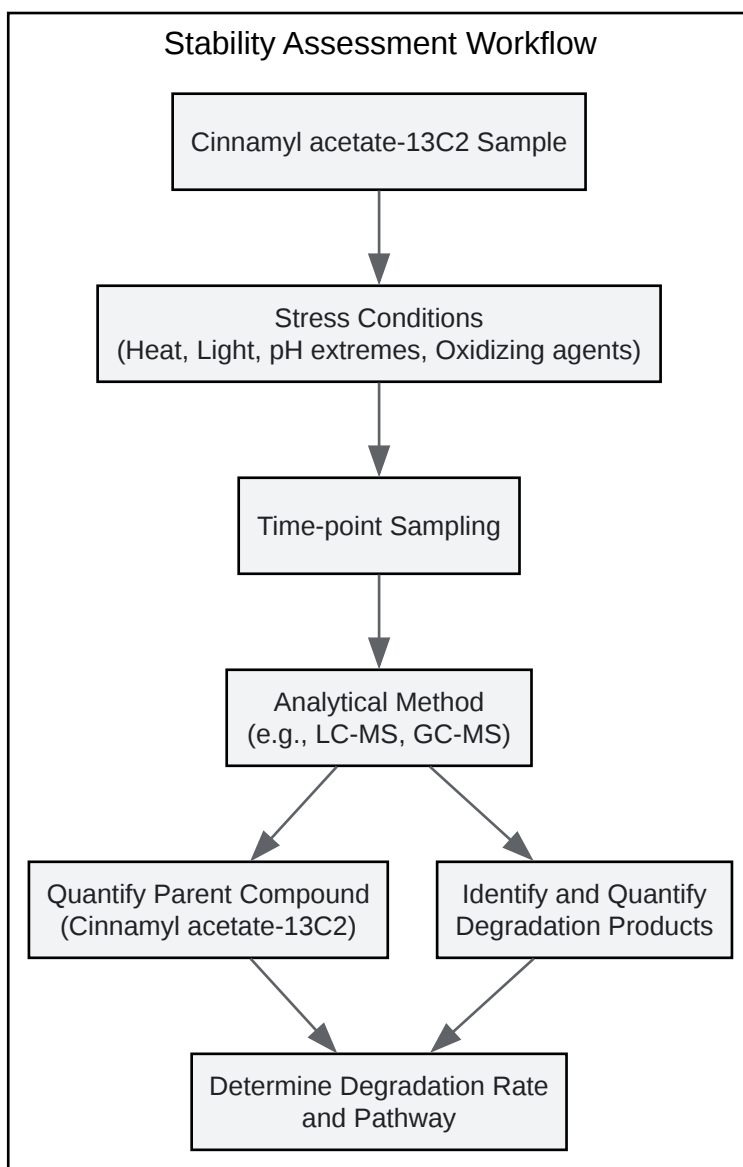 Stability Assessment Workflow
Cinnamyl acetate-13C2 Sample
Stress Conditions
(Heat, Light, pH extremes, Oxidizing agents)
Time-point Sampling
Analytical Method
(e.g., LC-MS, GC-MS)
Quantify Parent Compound
(Cinnamyl acetate-13C2)
Identify and Quantify
Degradation Products
Determine Degradation Rate
and Pathway